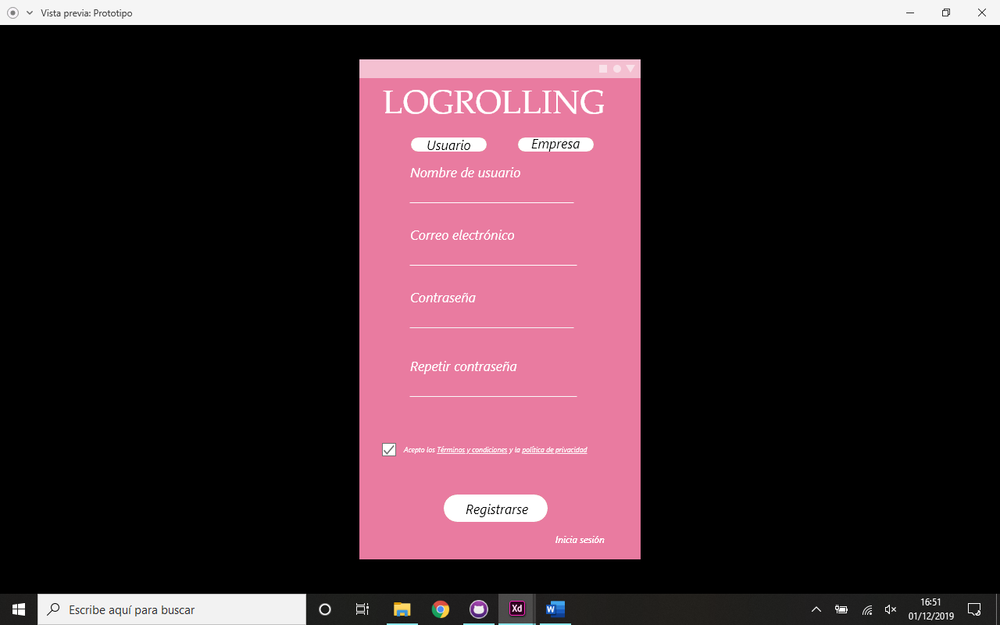 Vista previa: Prototipo
LOGROLLING
Usuario Empresa
Nombre de usuario
Correo electrónico
Contraseña
Repetir contraseña
Acepto los Términos y condiciones y la política de privacidad
Registrarse
Inicia sesión
Escribe aquí para buscar
Xd
W
16:51
01/12/2019